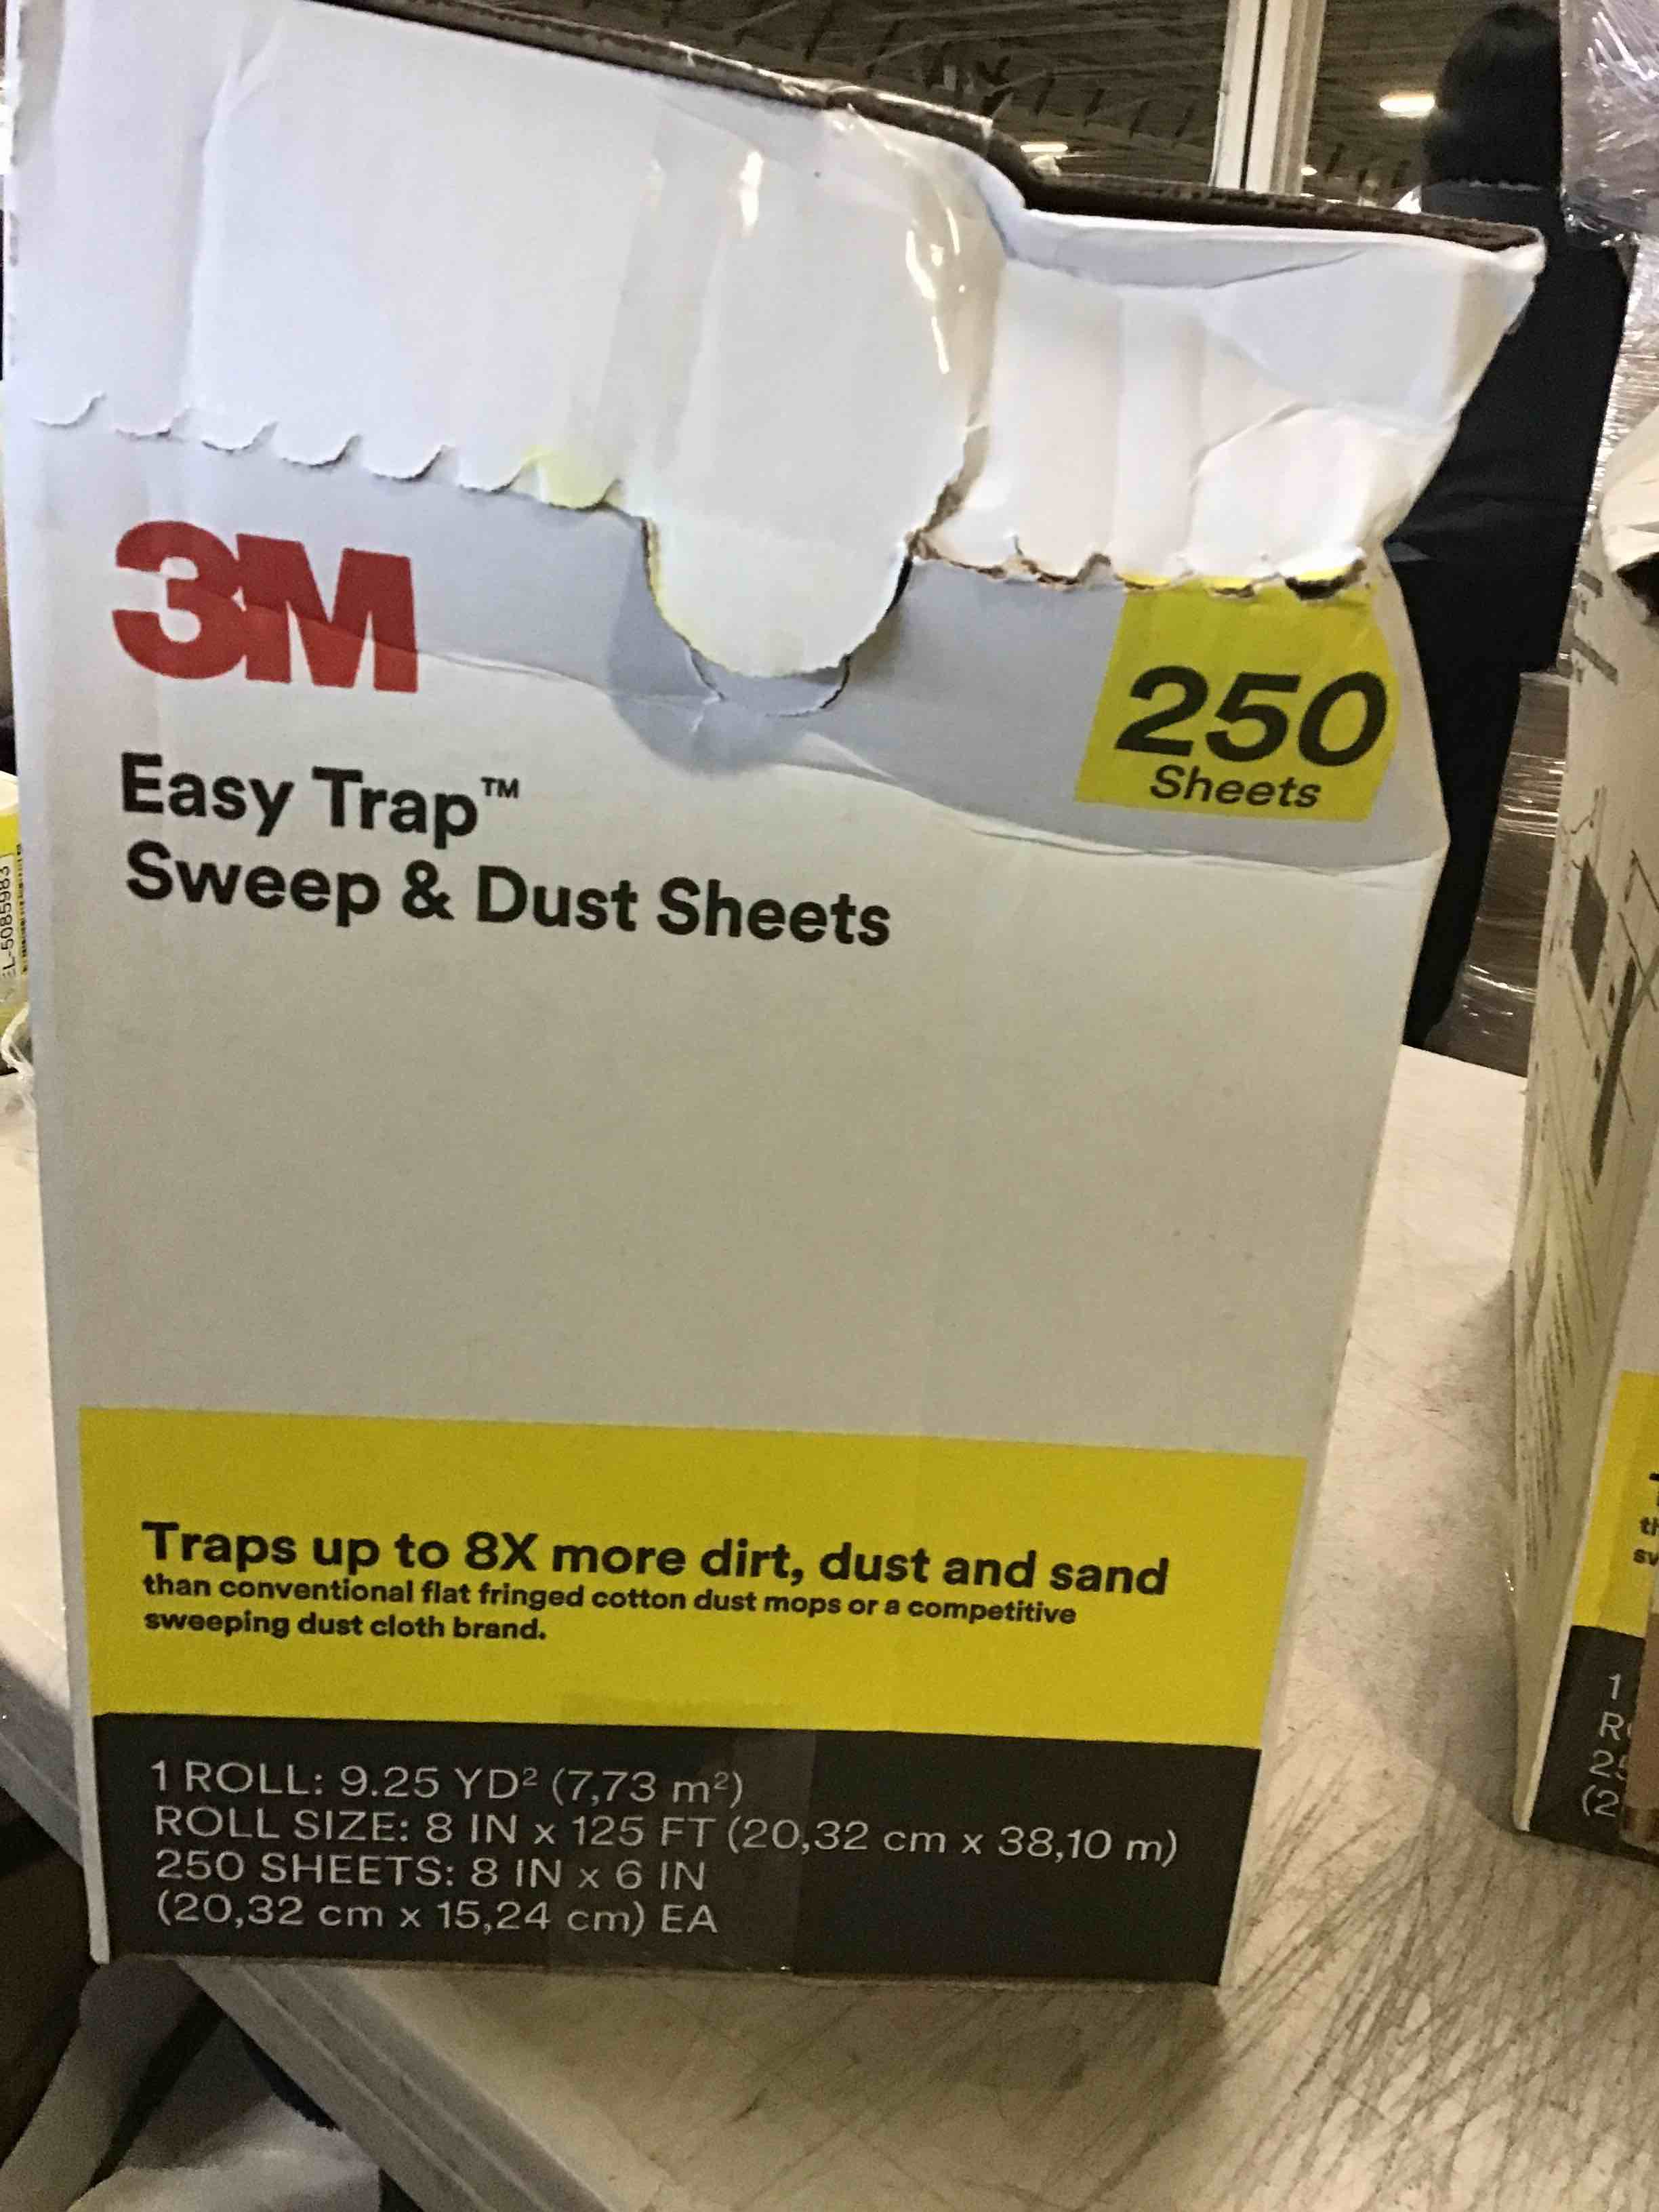 3M
250
Sheets
Easy Trap™
Sweep & Dust Sheets
Traps up to 8X more dirt, dust and sand
than conventional flat fringed cotton dust mops or a competitive
sweeping dust cloth brand.
1 ROLL: 9.25 YD² (7,73 m²)
ROLL SIZE: 8 IN x 125 FT (20,32 cm x 38,10 m)
250 SHEETS: 8 IN x 6 IN
(20,32 cm x 15,24 cm) EA